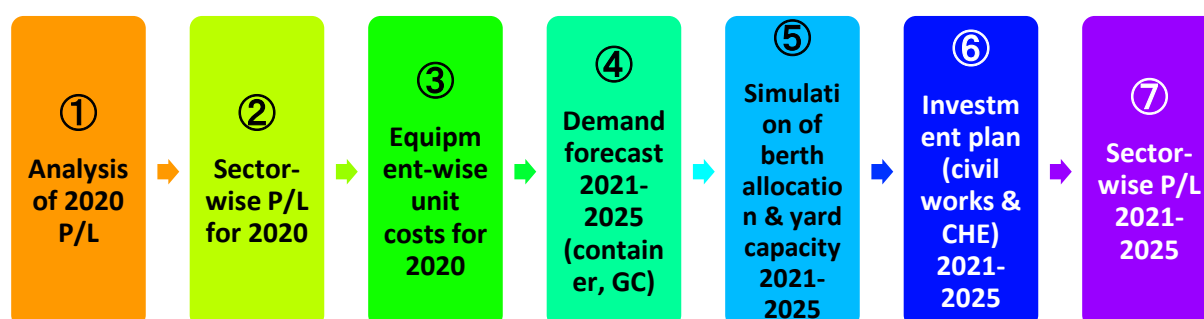 ①
Analysis
of 2020
P/L
②
Sector-
wise P/L
for 2020
③
Equipm
ent-wise
unit
costs for
2020
④
Demand
forecast
2021-
2025
(contain
er, GC)
⑤
Simulati
on of
berth
allocatio
n & yard
capacity
2021-
2025
⑥
Investm
ent plan
(civil
works &
CHE)
2021-
2025
⑦
Sector-
wise P/L
2021-
2025